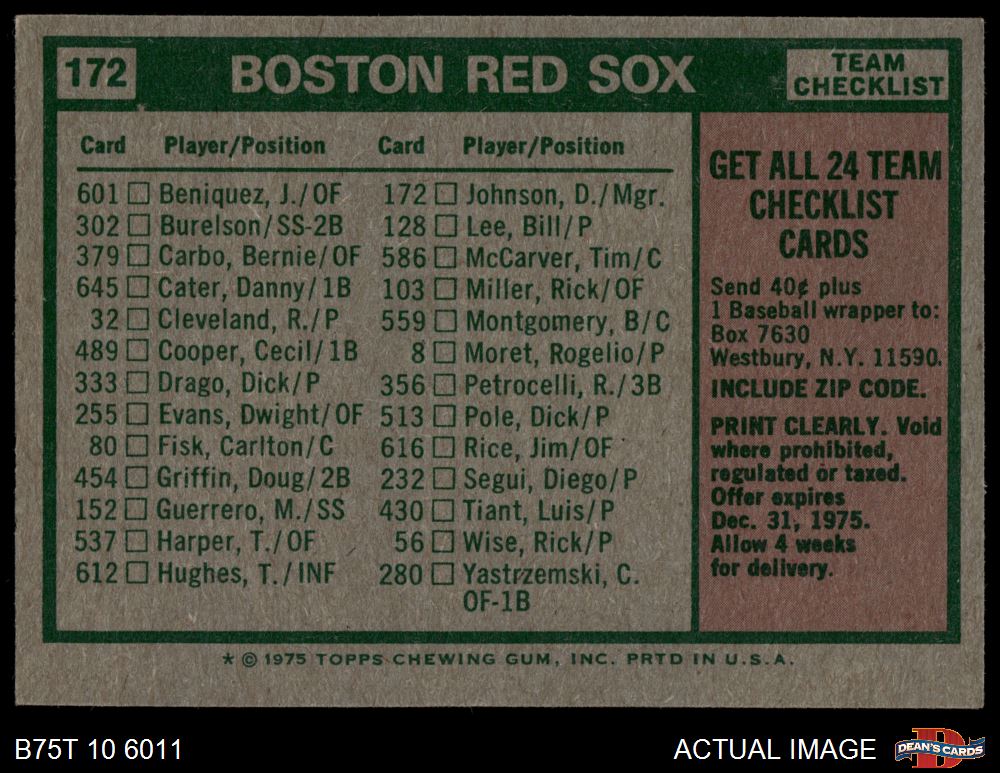 172 BOSTON RED SOX TEAM CHECKLIST
Card Player/Position Card Player/Position
601 □ Beniquez, J./OF
302 □ Burelson/SS-2B
379 □ Carbo, Bernie/OF
645 □ Cater, Danny/1B
32 □ Cleveland, R./P
489 □ Cooper, Cecil/1B
333 □ Drago, Dick/P
255 □ Evans, Dwight/OF
80 □ Fisk, Carlton/C
454 □ Griffin, Doug/2B
152 □ Guerrero, M./SS
537 □ Harper, T./OF
612 □ Hughes, T./INF
172 □ Johnson, D./Mgr.
128 □ Lee, Bill/P
586 □ McCarver, Tim/C
103 □ Miller, Rick/OF
559 □ Montgomery, B/C
8 □ Moret, Rogelio/P
356 □ Petrocelli, R./3B
513 □ Pole, Dick/P
616 □ Rice, Jim/OF
232 □ Segui, Diego/P
430 □ Tiant, Luis/P
56 □ Wise, Rick/P
280 □ Yastrzemski, C.
OF-1B
GET ALL 24 TEAM
CHECKLIST
CARDS
Send 40¢ plus
1 Baseball wrapper to:
Box 7630
Westbury, N.Y. 11590.
INCLUDE ZIP CODE.
PRINT CLEARLY. Void
where prohibited,
regulated or taxed.
Offer expires
Dec. 31, 1975.
Allow 4 weeks
for delivery.
* © 1975 TOPPS CHEWING GUM, INC. PRTD IN U.S.A.
B75T 10 6011
ACTUAL IMAGE
D
DEAN'S CARDS